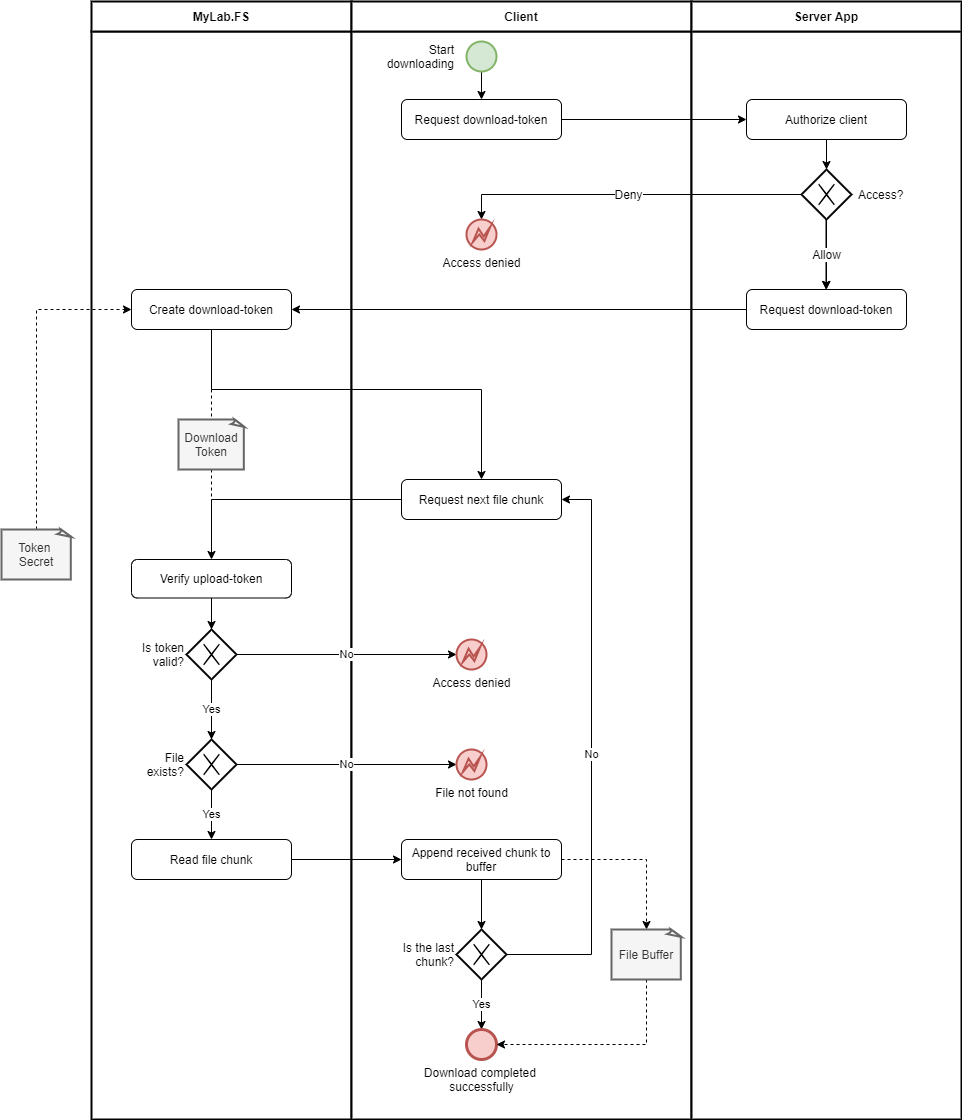 MyLab.FS
Client
Server App
Start
downloading
Request download-token
Authorize client
Deny
Access?
Access denied
Allow
Create download-token
Request download-token
Download
Token
Request next file chunk
Token
Secret
Verify upload-token
Is token
valid?
No
Access denied
Yes
File
exists?
No
File not found
No
Yes
Read file chunk
Append received chunk to
buffer
Is the last
chunk?
File Buffer
Yes
Download completed
successfully